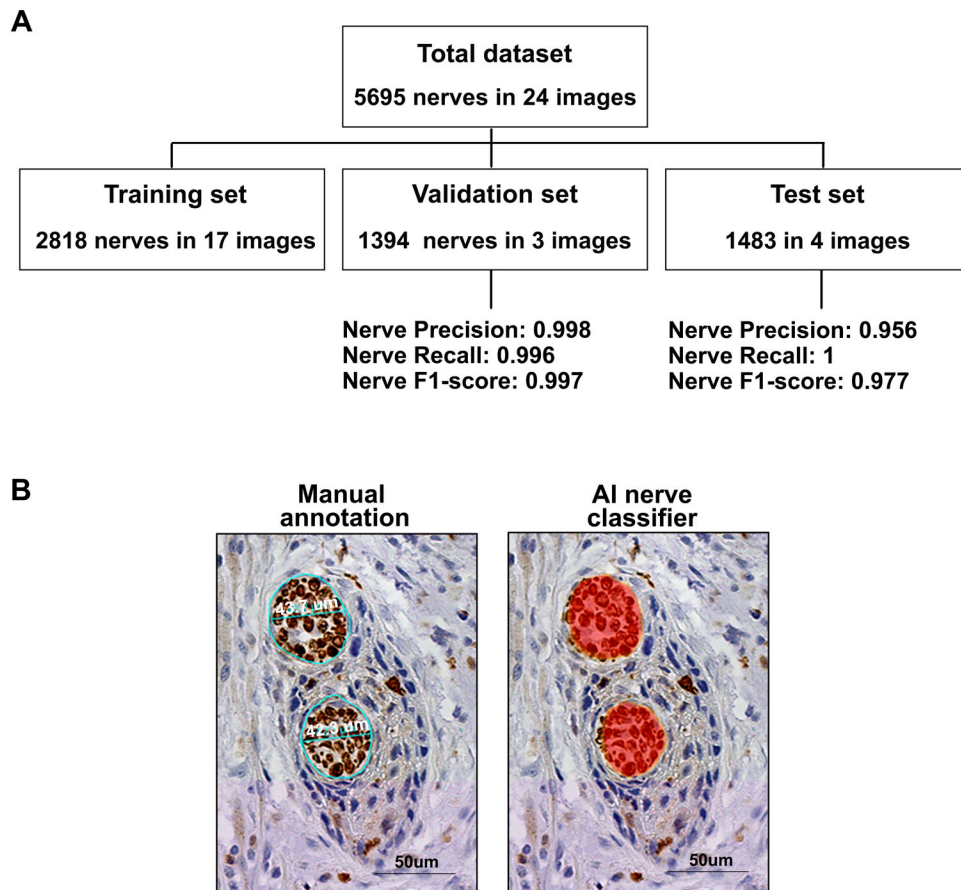 A
Total dataset
5695 nerves in 24 images
Training set
2818 nerves in 17 images
Validation set
1394 nerves in 3 images
Test set
1483 in 4 images
Nerve Precision: 0.998
Nerve Recall: 0.996
Nerve F1-score: 0.997
Nerve Precision: 0.956
Nerve Recall: 1
Nerve F1-score: 0.977
B
Manual
annotation
43.7 um
42.3 um
50um
AI nerve
classifier
50um